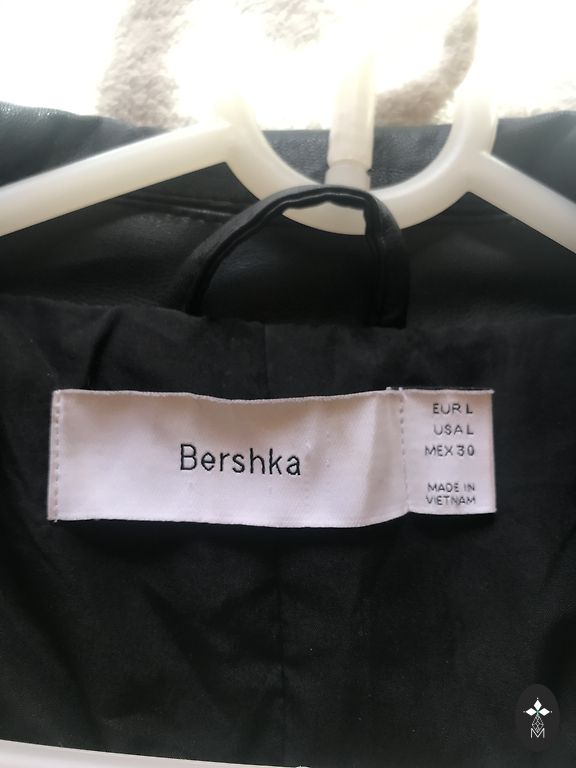 Bershka
EUR L
USA L
MEX 30
MADE IN
VIETNAM
M